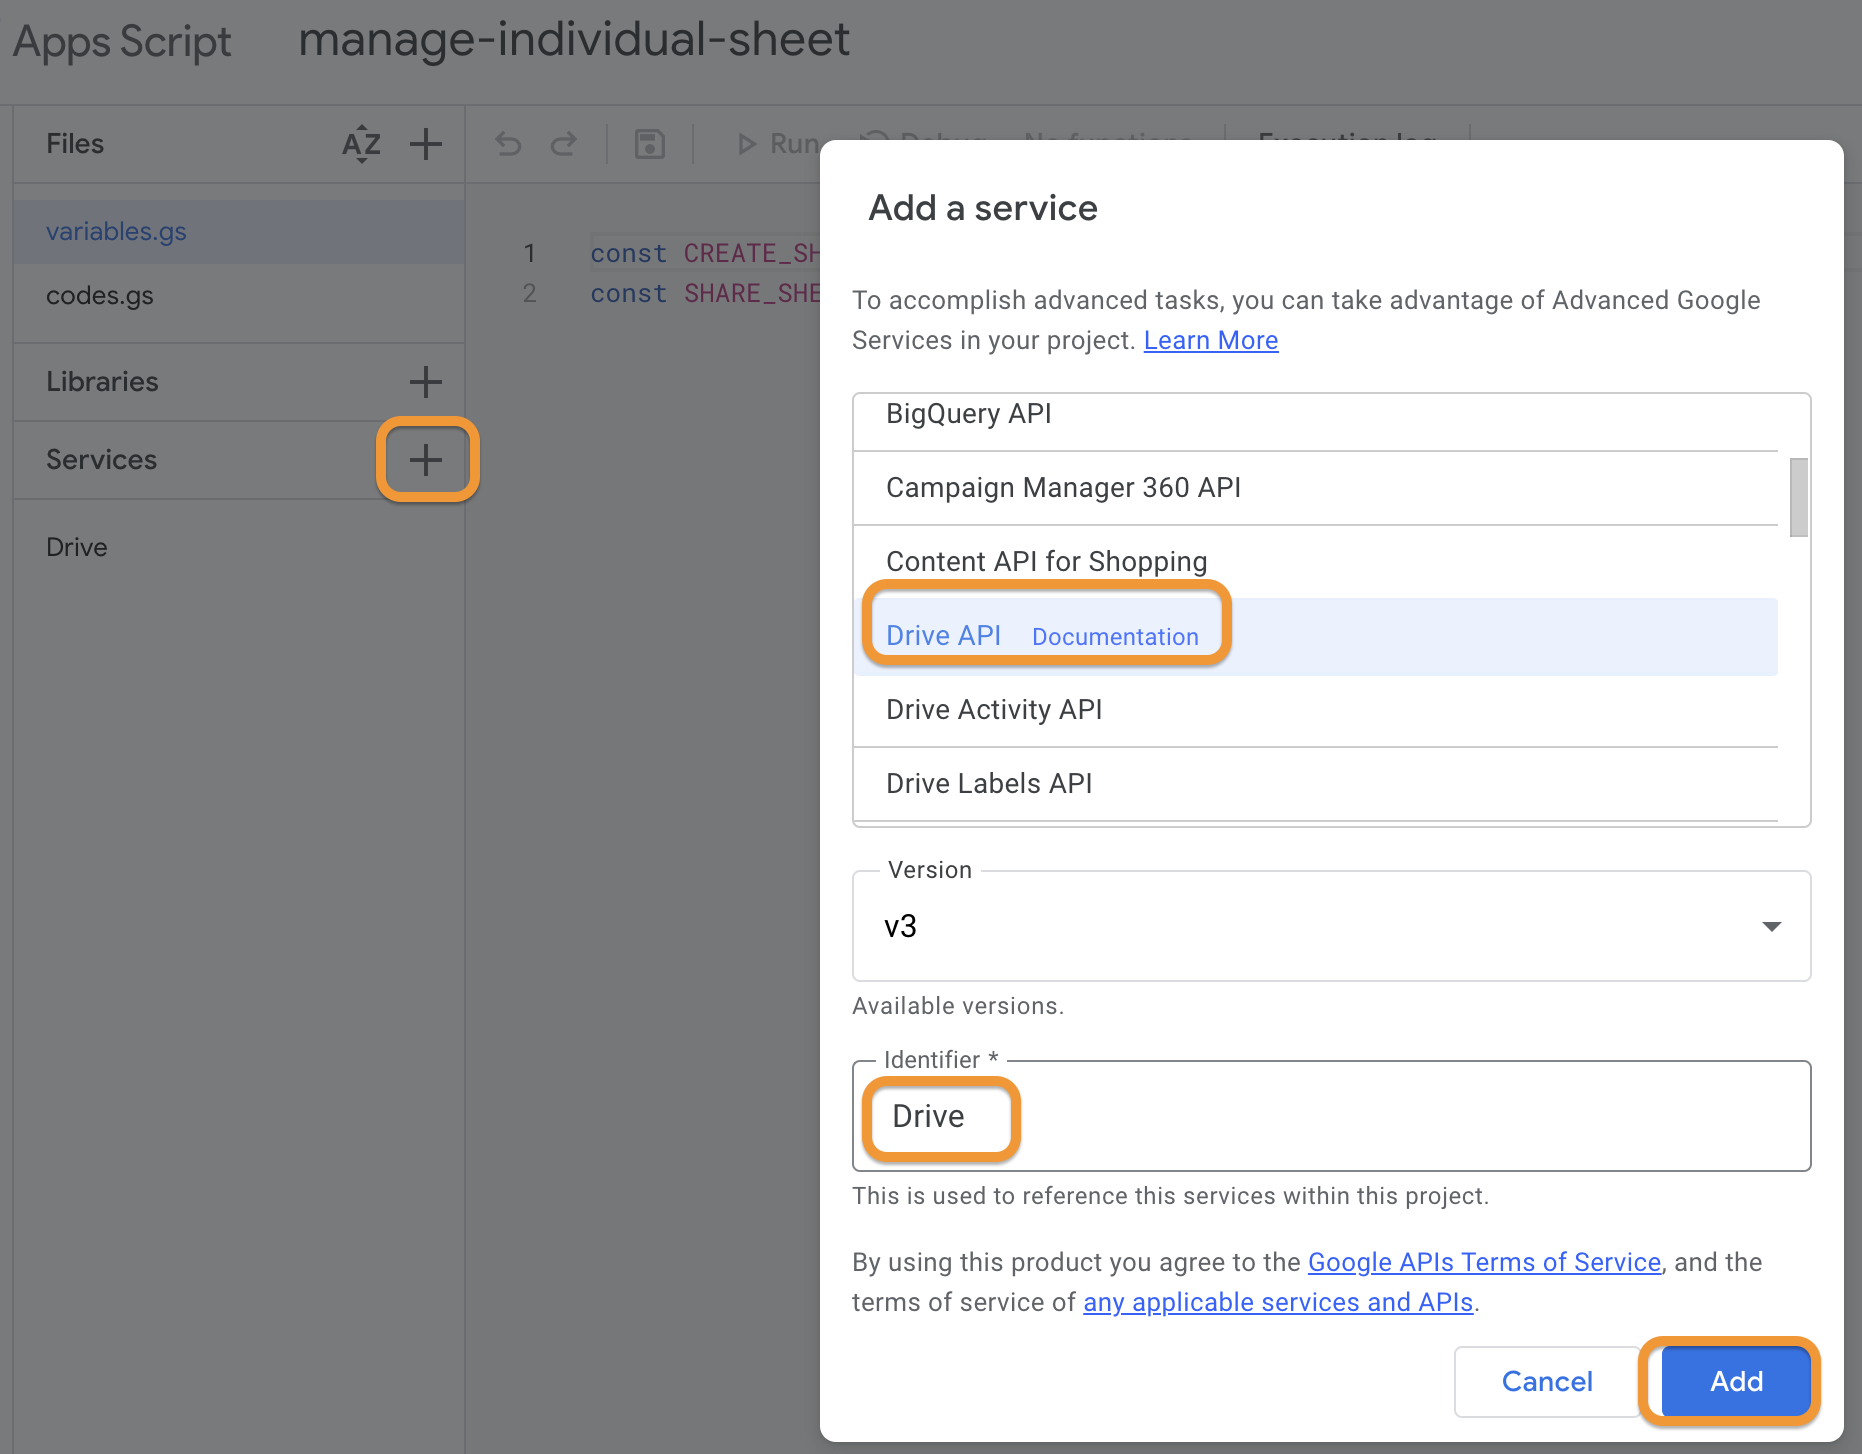 Apps Script manage-individual-sheet
Files AZ
Run
Execution log
variables.gs
codes.gs
Libraries
Services
Drive
1 const CREATE_SH
2 const SHARE_SHE
Add a service
To accomplish advanced tasks, you can take advantage of Advanced Google
Services in your project. Learn More
BigQuery API
Campaign Manager 360 API
Content API for Shopping
Drive API Documentation
Drive Activity API
Drive Labels API
Version
v3
Available versions.
Identifier *
Drive
This is used to reference this services within this project.
By using this product you agree to the Google APIs Terms of Service, and the
terms of service of any applicable services and APIs.
Cancel Add